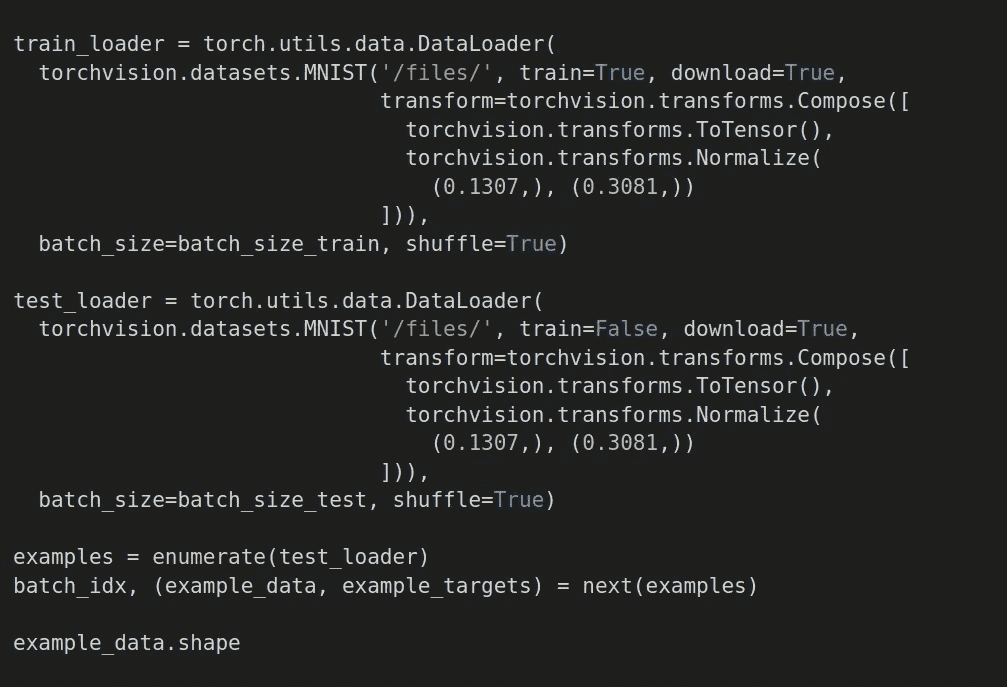 train_loader = torch.utils.data.DataLoader(
  torchvision.datasets.MNIST('/files/', train=True, download=True,
                             transform=torchvision.transforms.Compose([
                               torchvision.transforms.ToTensor(),
                               torchvision.transforms.Normalize(
                                 (0.1307,), (0.3081,))
                             ])),
  batch_size=batch_size_train, shuffle=True)

test_loader = torch.utils.data.DataLoader(
  torchvision.datasets.MNIST('/files/', train=False, download=True,
                             transform=torchvision.transforms.Compose([
                               torchvision.transforms.ToTensor(),
                               torchvision.transforms.Normalize(
                                 (0.1307,), (0.3081,))
                             ])),
  batch_size=batch_size_test, shuffle=True)

examples = enumerate(test_loader)
batch_idx, (example_data, example_targets) = next(examples)

example_data.shape